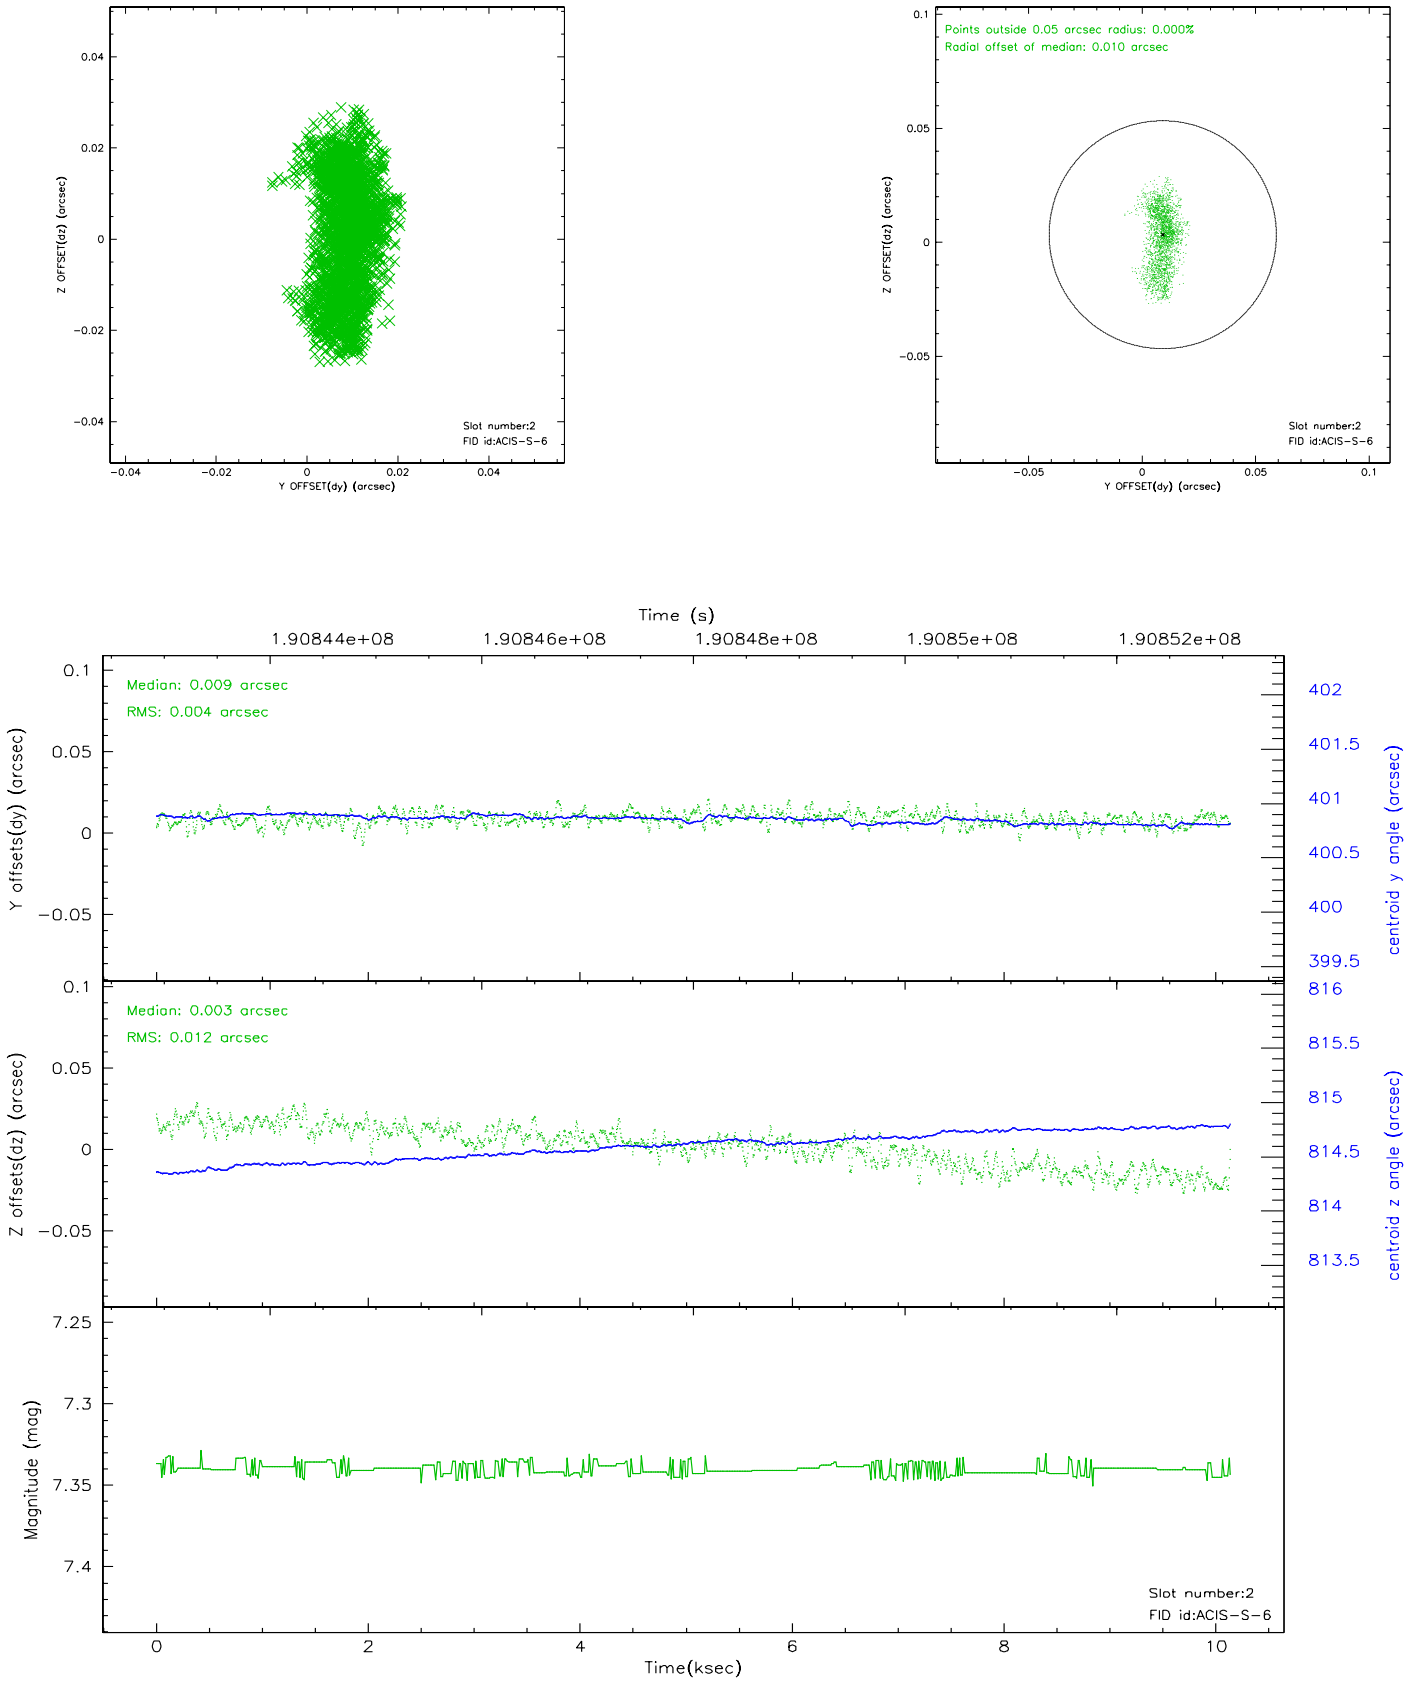 0.04
0.02
0
−0.02
−0.04
Z OFFSET(dz) (arcsec)
Slot number:2
FID id:ACIS−S−6
−0.04 −0.02 0 0.02 0.04
Y OFFSET(dy) (arcsec)
Points outside 0.05 arcsec radius: 0.000%
Radial offset of median: 0.010 arcsec
0.1
0.05
0
−0.05
Z OFFSET(dz) (arcsec)
Slot number:2
FID id:ACIS−S−6
−0.05 0 0.05 0.1
Y OFFSET(dy) (arcsec)
Time (s)
1.90844e+08 1.90846e+08 1.90848e+08 1.9085e+08 1.90852e+08
Median: 0.009 arcsec
RMS: 0.004 arcsec
0.1
0.05
0
−0.05
Y offsets(dy) (arcsec)
402
401.5
401
400.5
400
399.5
centroid y angle (arcsec)
Median: 0.003 arcsec
RMS: 0.012 arcsec
0.1
0.05
0
−0.05
Z offsets(dz) (arcsec)
816
815.5
815
814.5
814
813.5
centroid z angle (arcsec)
7.25
7.3
7.35
7.4
Magnitude (mag)
Slot number:2
FID id:ACIS−S−6
0 2 4 6 8 10
Time(ksec)